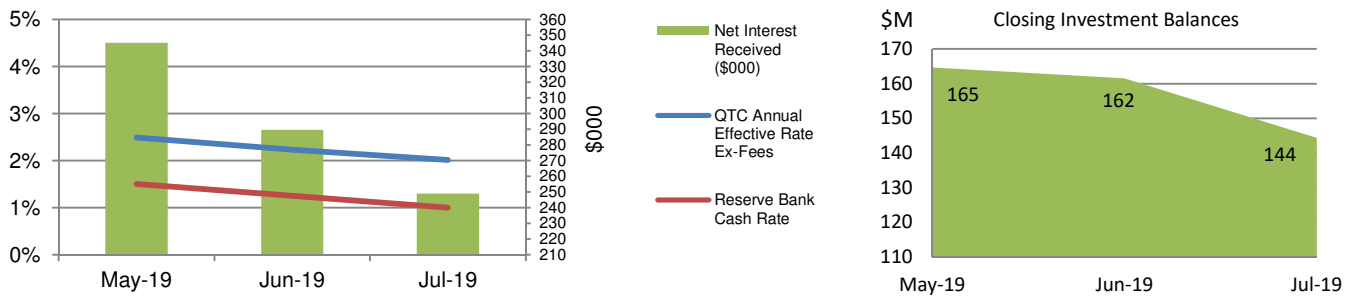 5%
4%
3%
2%
1%
0%
May-19
Jun-19
Jul-19
360
350
340
330
320
310
300
290
280
270
260
250
240
230
220
210
$000
Net Interest
Received
($000)
QTC Annual
Effective Rate
Ex-Fees
Reserve Bank
Cash Rate
$M
Closing Investment Balances
170
160
150
140
130
120
110
165
162
144
May-19
Jun-19
Jul-19